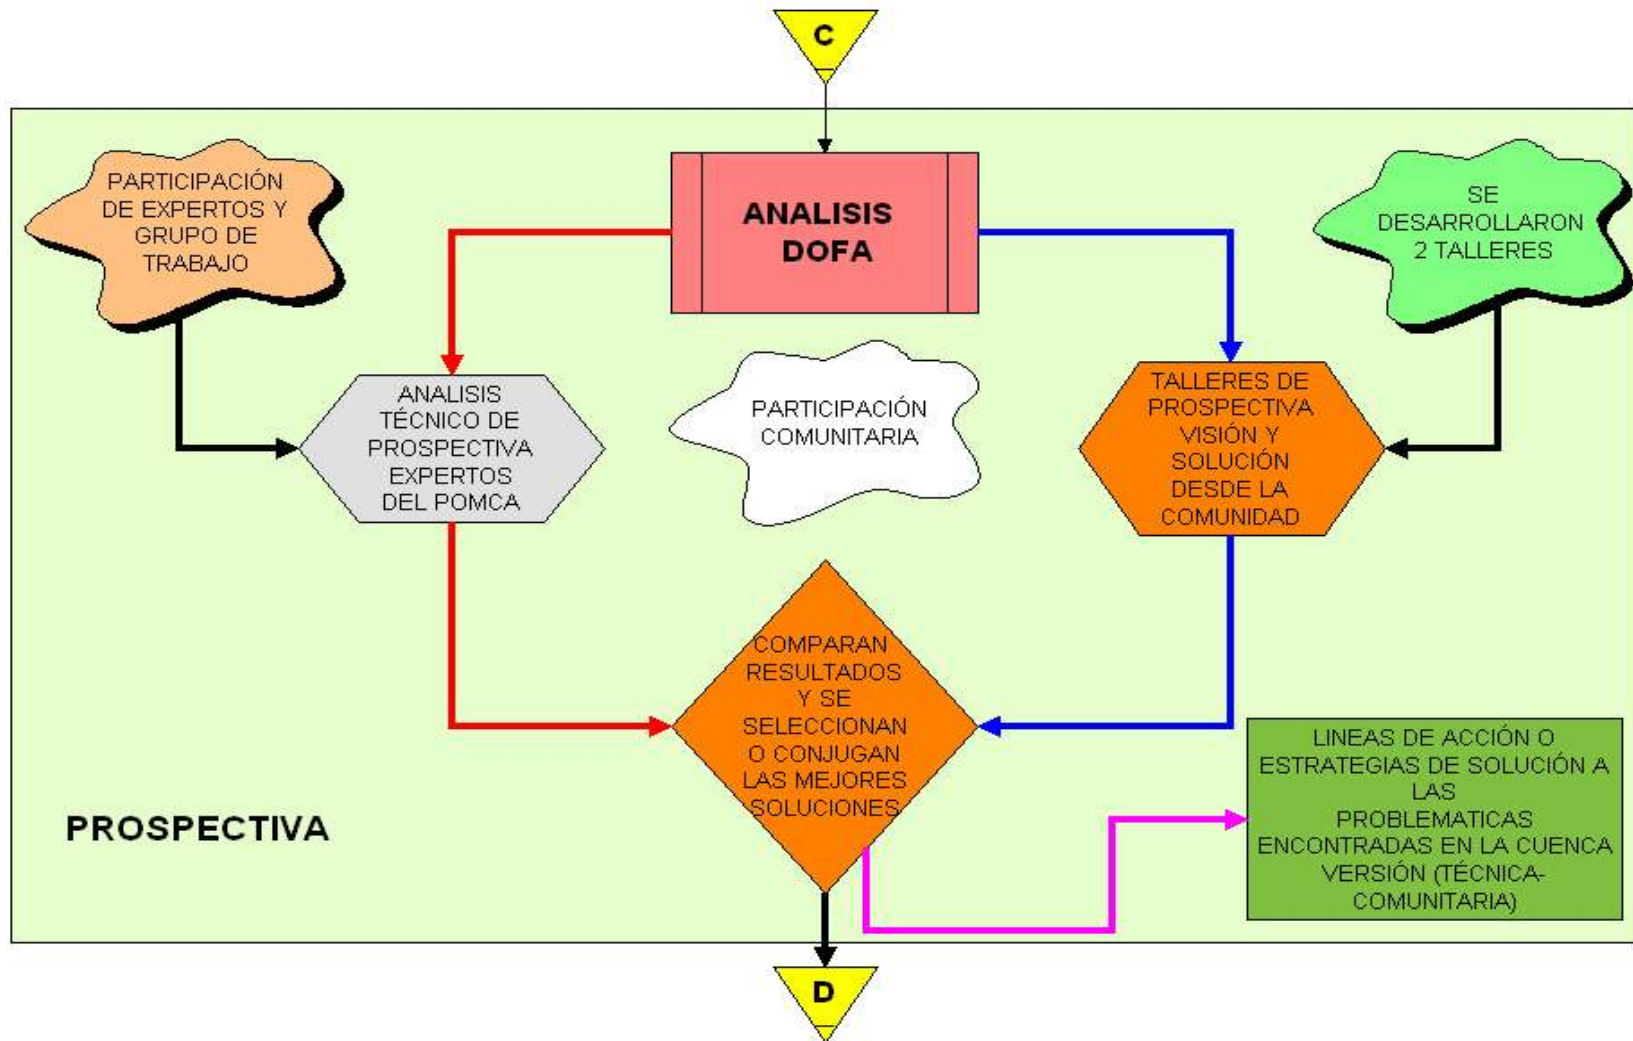 C
PARTICIPACIÓN
DE EXPERTOS Y
GRUPO DE
TRABAJO
ANALISIS
DOFA
SE
DESARROLLARON
2 TALLERES
ANALISIS
TÉCNICO DE
PROSPECTIVA
EXPERTOS
DEL POMCA
PARTICIPACIÓN
COMUNITARIA
TALLERES DE
PROSPECTIVA
VISIÓN Y
SOLUCIÓN
DESDE LA
COMUNIDAD
COMPARAN
RESULTADOS
Y SE
SELECCIONAN
O CONJUGAN
LAS MEJORES
SOLUCIONES
LINEAS DE ACCIÓN O
ESTRATEGIAS DE SOLUCIÓN A
LAS
PROBLEMATICAS
ENCONTRADAS EN LA CUENCA
VERSIÓN (TÉCNICA-
COMUNITARIA)
PROSPECTIVA
D